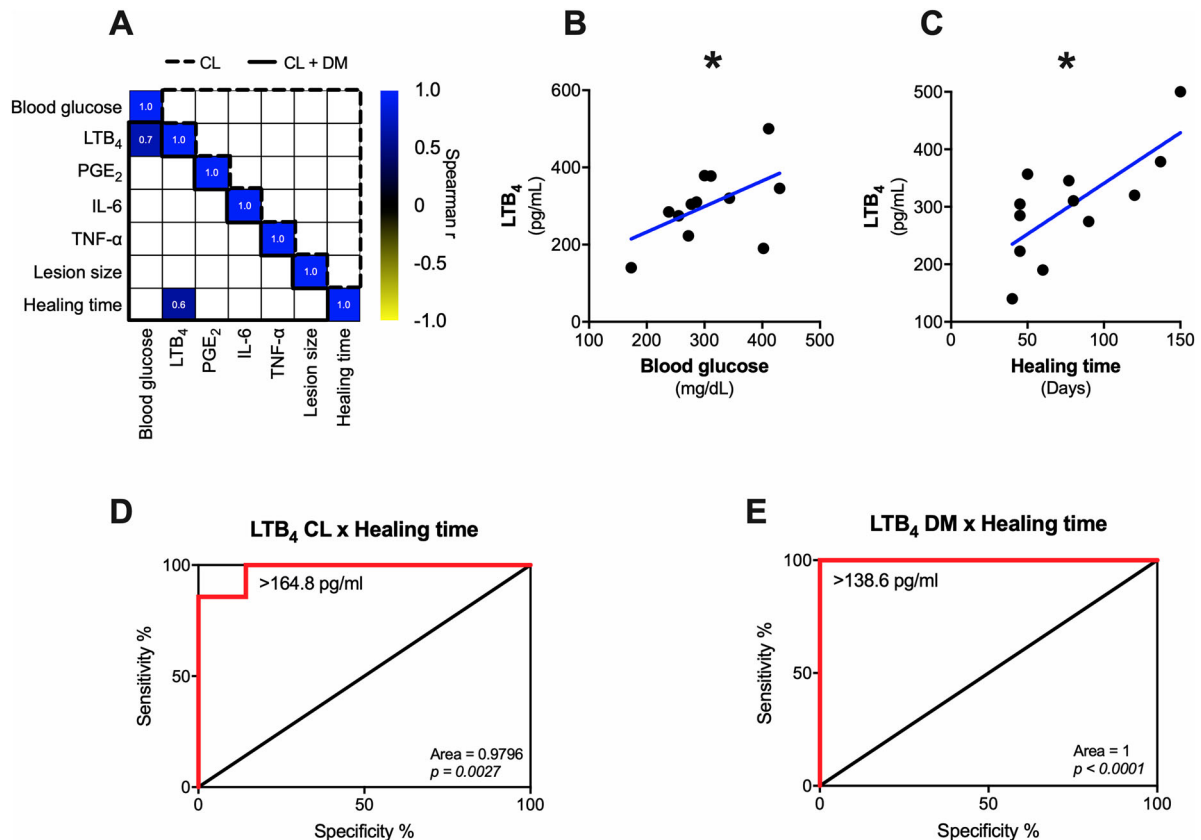 A
CL CL + DM
Blood glucose
LTB₄
PGE₂
IL-6
TNF-α
Lesion size
Healing time
1.0
0.7 1.0
1.0
1.0
1.0
1.0
0.6 1.0
Blood glucose
LTB₄
PGE₂
IL-6
TNF-α
Lesion size
Healing time
1.0
0.5
0
-0.5
-1.0
Spearman r
B
*
600
400
200
0
LTB₄
(pg/mL)
100 200 300 400 500
Blood glucose
(mg/dL)
C
*
500
400
300
200
100
LTB₄
(pg/mL)
0 50 100 150
Healing time
(Days)
D
LTB₄ CL x Healing time
100
50
0
Sensitivity %
>164.8 pg/ml
Area = 0.9796
p = 0.0027
0 50 100
Specificity %
E
LTB₄ DM x Healing time
100
50
0
Sensitivity %
>138.6 pg/ml
Area = 1
p < 0.0001
0 50 100
Specificity %